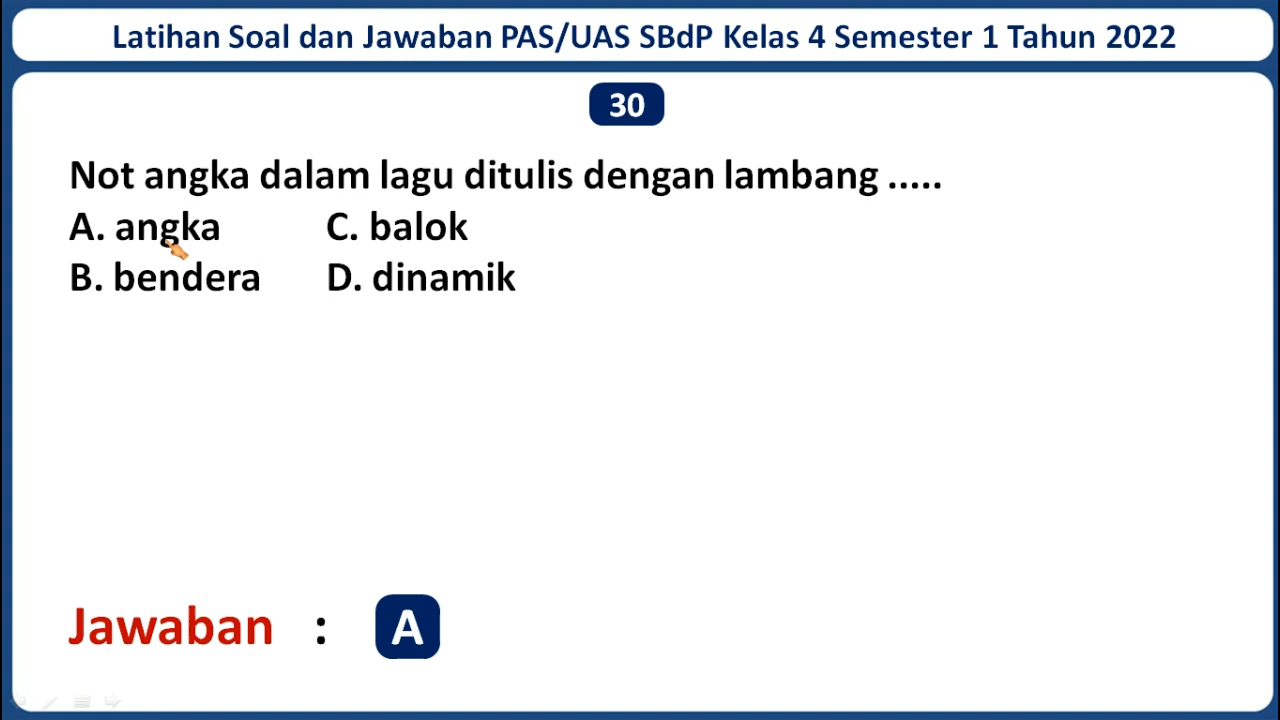 Latihan Soal dan Jawaban PAS/UAS SBdP Kelas 4 Semester 1 Tahun 2022
30
Not angka dalam lagu ditulis dengan lambang .....
A. angka C. balok
B. bendera D. dinamik
Jawaban : A